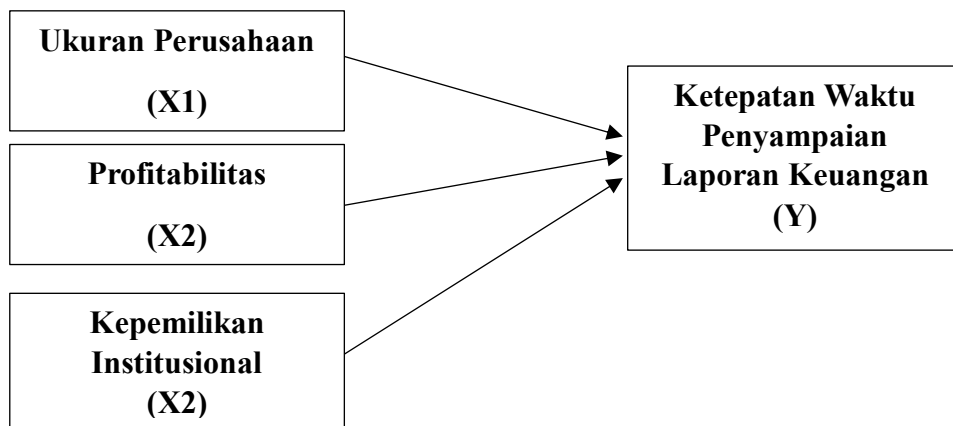 Ukuran Perusahaan
(X1)
Profitabilitas
(X2)
Kepemilikan
Institusional
(X2)
Ketepatan Waktu
Penyampaian
Laporan Keuangan
(Y)